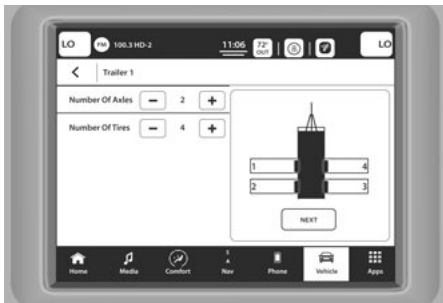 LO FM 100.3 HD-2 11:06 72° OUT LO
Trailer 1
Number Of Axles − 2 +
Number Of Tires − 4 +
1 4
2 3
NEXT
S
Home Media Comfort Nav Phone Vehicle Apps